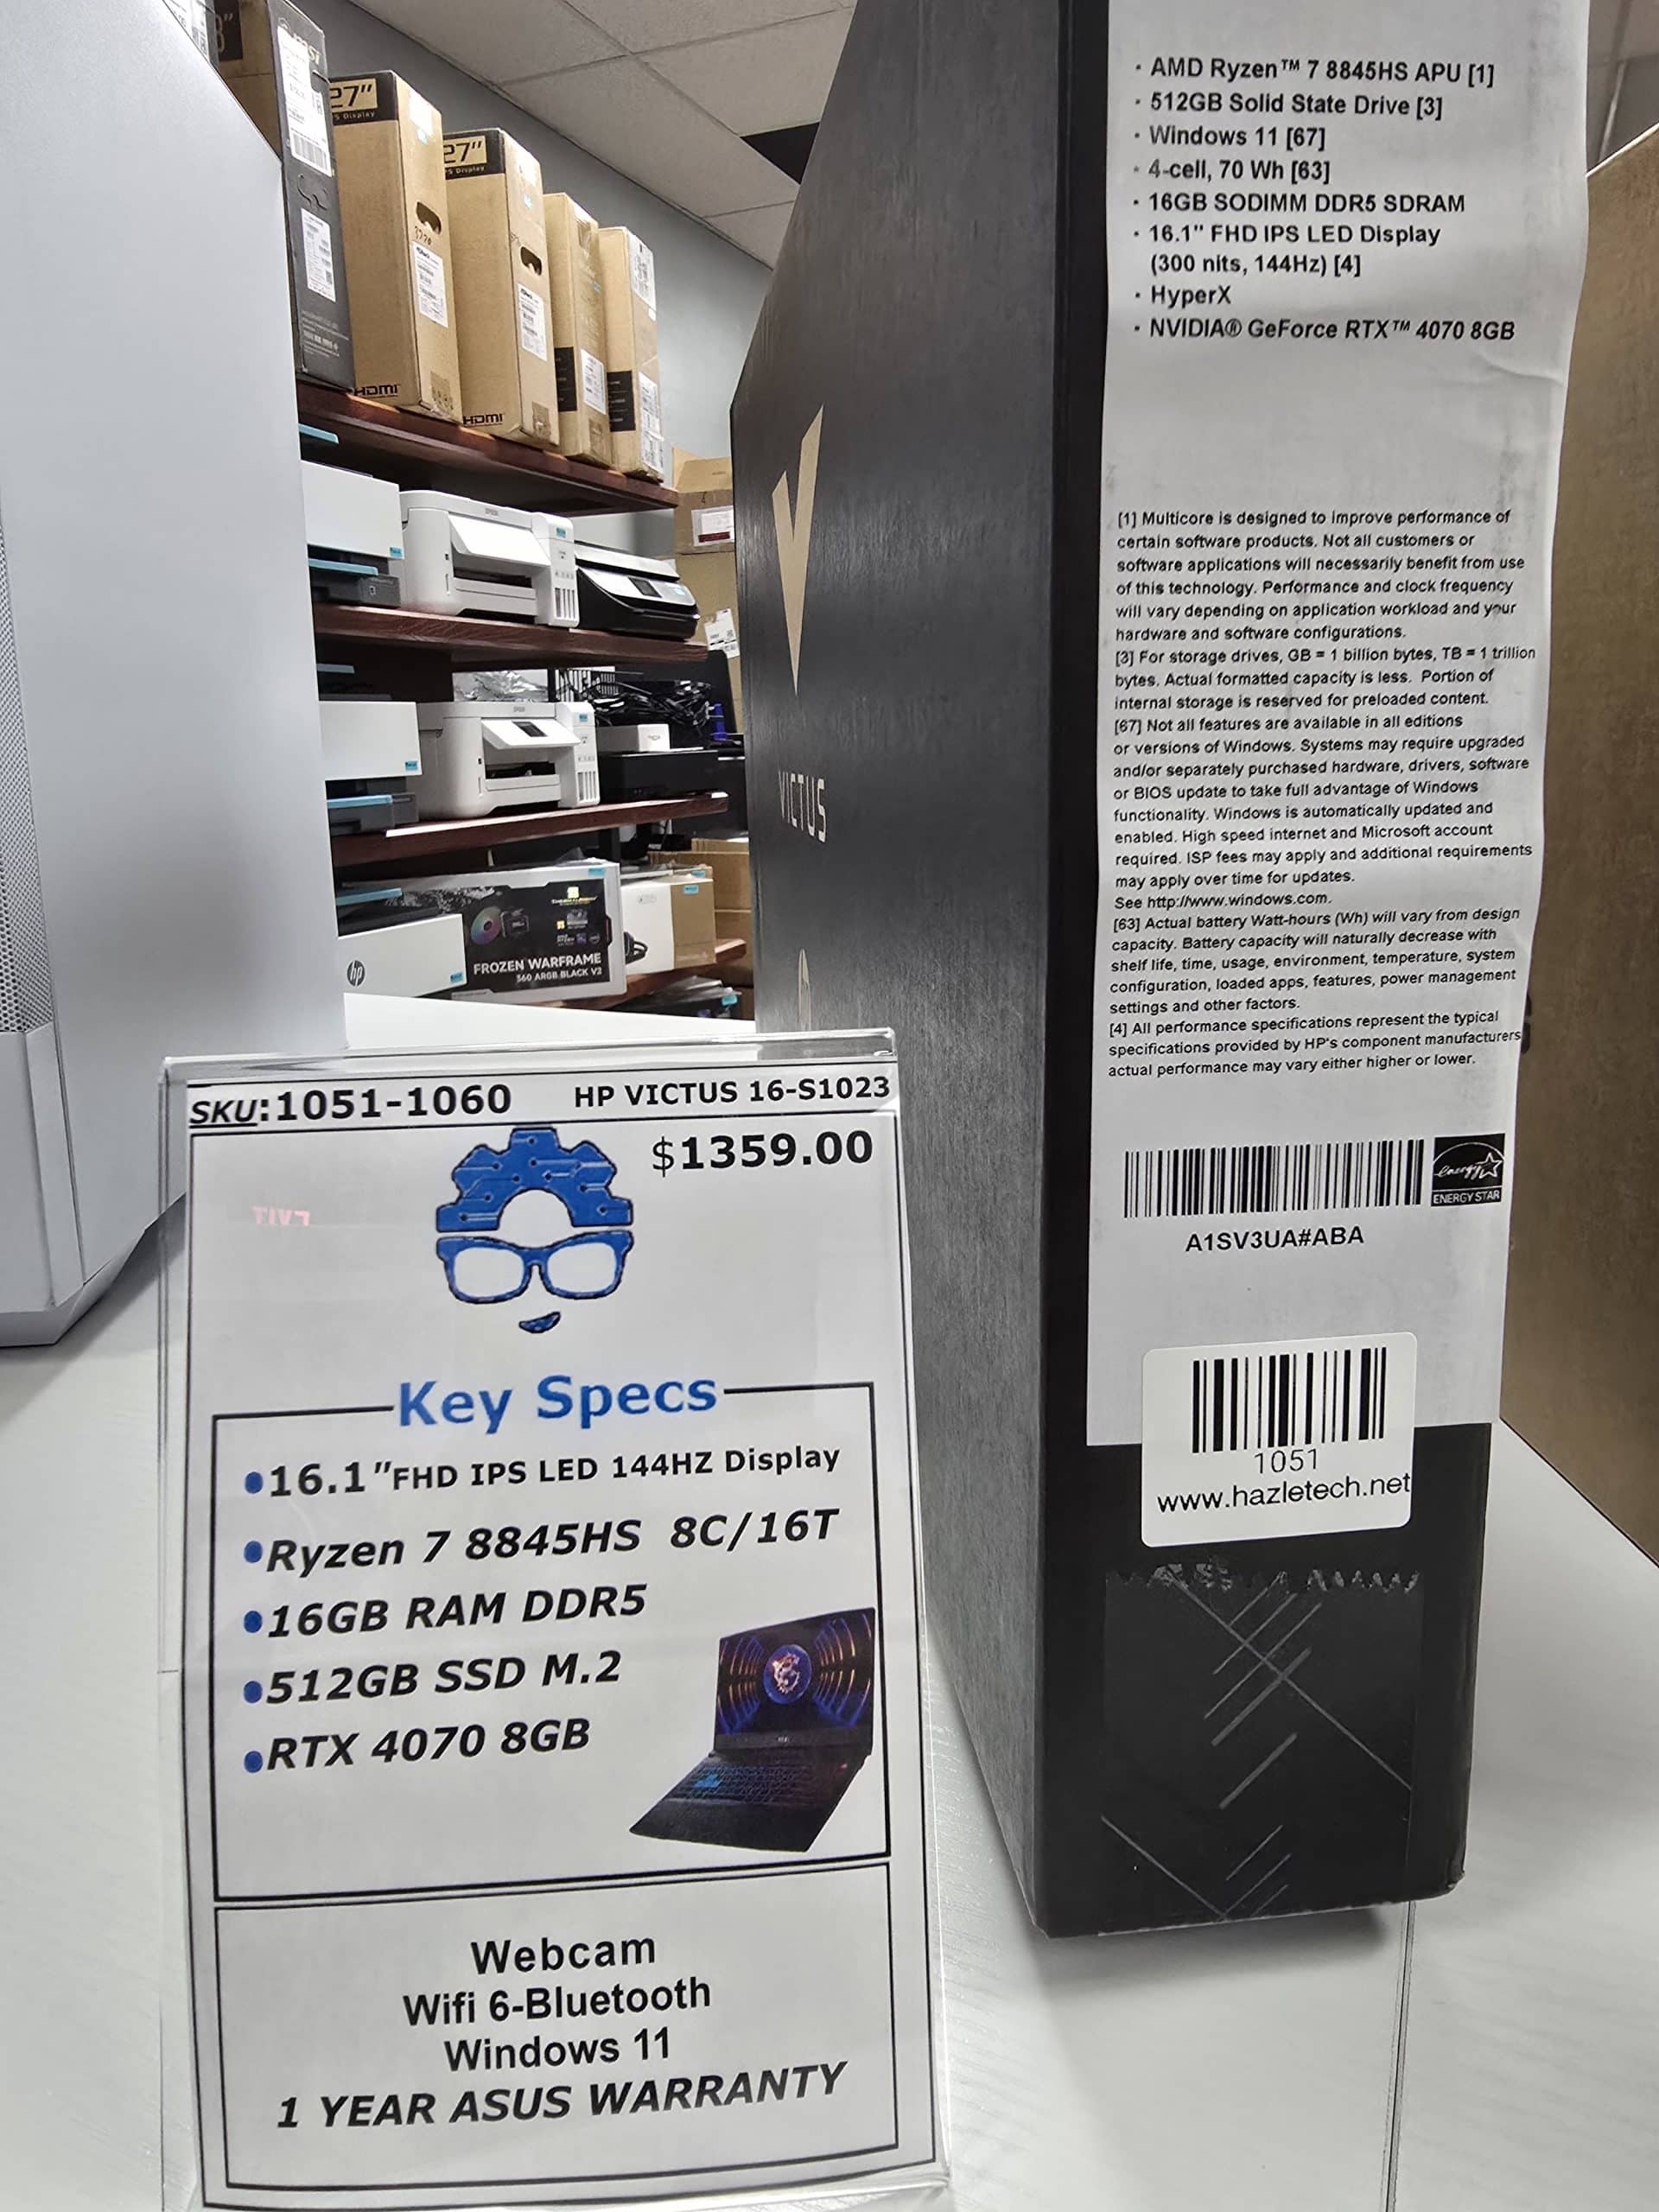 27"
27"
S Display
HDMI
HDMI
hp
FROZEN WARFRAME
360 ARGB BLACK V2
VICTUS
· AMD Ryzen™ 7 8845HS APU [1]
· 512GB Solid State Drive [3]
· Windows 11 [67]
· 4-cell, 70 Wh [63]
· 16GB SODIMM DDR5 SDRAM
· 16.1" FHD IPS LED Display
(300 nits, 144Hz) [4]
· HyperX
· NVIDIA® GeForce RTX™ 4070 8GB
[1] Multicore is designed to improve performance of
certain software products. Not all customers or
software applications will necessarily benefit from use
of this technology. Performance and clock frequency
will vary depending on application workload and your
hardware and software configurations.
[3] For storage drives, GB = 1 billion bytes, TB = 1 trillion
bytes. Actual formatted capacity is less. Portion of
internal storage is reserved for preloaded content.
[67] Not all features are available in all editions
or versions of Windows. Systems may require upgraded
and/or separately purchased hardware, drivers, software
or BIOS update to take full advantage of Windows
functionality. Windows is automatically updated and
enabled. High speed internet and Microsoft account
required. ISP fees may apply and additional requirements
may apply over time for updates.
See http://www.windows.com.
[63] Actual battery Watt-hours (Wh) will vary from design
capacity. Battery capacity will naturally decrease with
shelf life, time, usage, environment, temperature, system
configuration, loaded apps, features, power management
settings and other factors.
[4] All performance specifications represent the typical
specifications provided by HP's component manufacturers
actual performance may vary either higher or lower.
energy
ENERGY STAR
A1SV3UA#ABA
1051
www.hazletech.net
SKU:1051-1060 HP VICTUS 16-S1023
$1359.00
EXIT
Key Specs
•16.1"FHD IPS LED 144HZ Display
•Ryzen 7 8845HS 8C/16T
•16GB RAM DDR5
•512GB SSD M.2
•RTX 4070 8GB
Webcam
Wifi 6-Bluetooth
Windows 11
1 YEAR ASUS WARRANTY